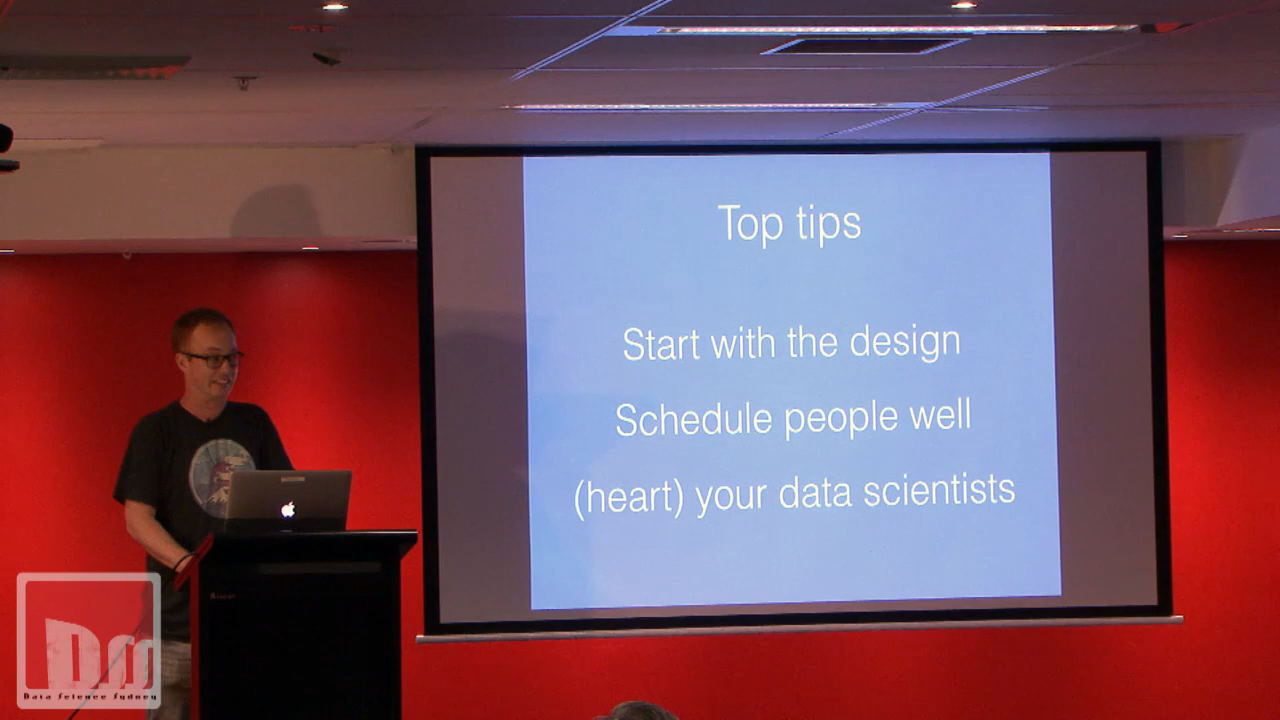 Top tips
Start with the design
Schedule people well
(heart) your data scientists
Data Science Sydney